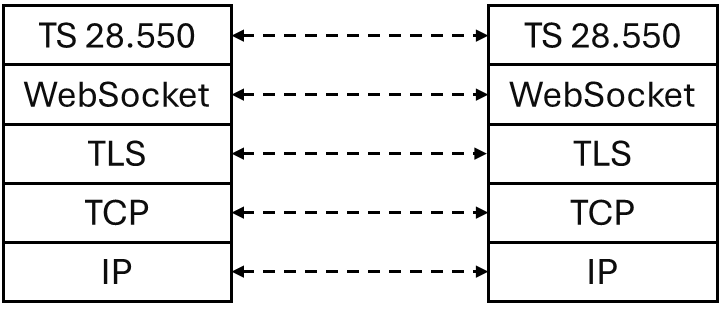 TS 28.550 TS 28.550
WebSocket WebSocket
TLS TLS
TCP TCP
IP IP